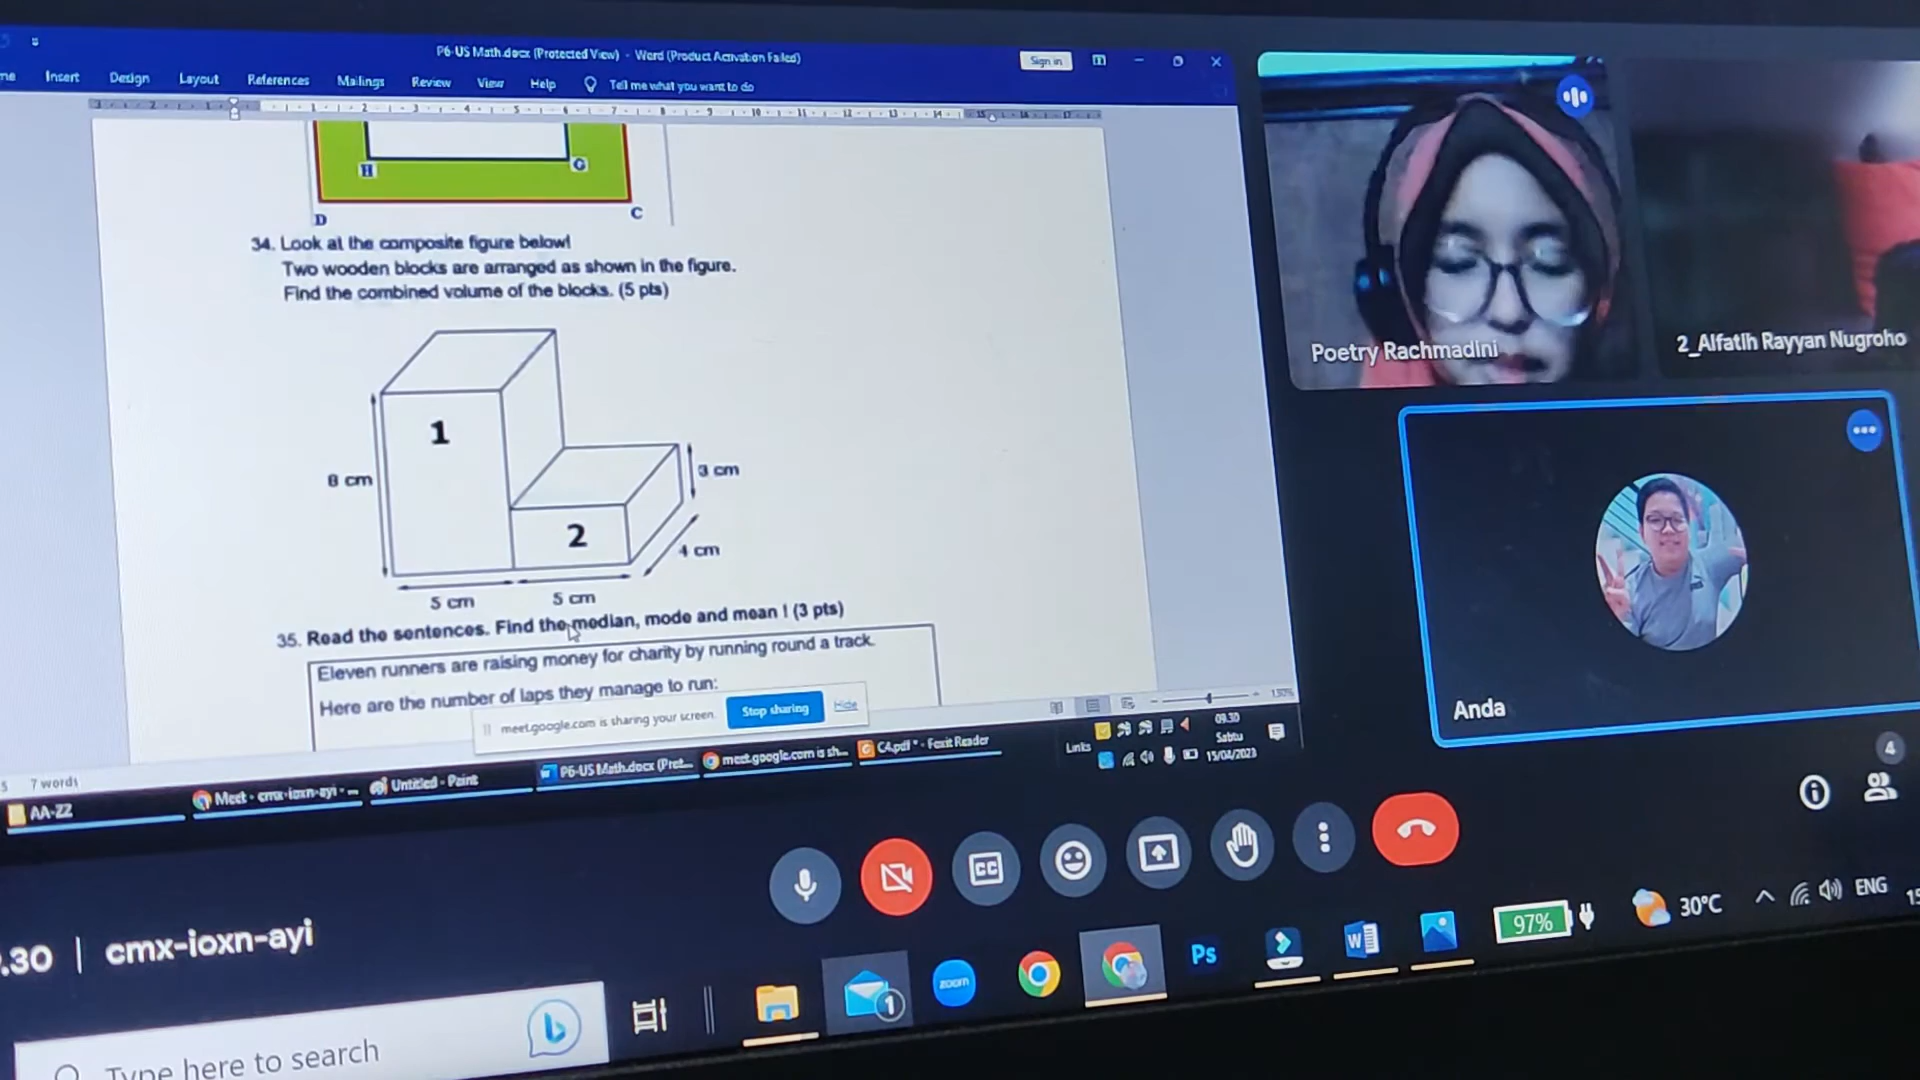 P6-US Math.docx (Protected View) - Word (Product Activation Failed)
Sign in
Insert Design Layout References Mailings Review View Help Tell me what you want to do
H
G
D
C
34. Look at the composite figure below!
Two wooden blocks are arranged as shown in the figure.
Find the combined volume of the blocks. (5 pts)
1
8 cm
3 cm
2
4 cm
5 cm
5 cm
35. Read the sentences. Find the median, mode and mean ! (3 pts)
Eleven runners are raising money for charity by running round a track.
Here are the number of laps they manage to run:
meet.google.com is sharing your screen.
Stop sharing
Hide
7 words
130%
AA-ZZ
Meet - cmx-ioxn-ayi - ...
Untitled - Paint
P6-US Math.docx (Prot...
meet.google.com is sh...
C4.pdf * - Foxit Reader
Links
09.30
Sabtu
15/04/2023
Poetry Rachmadini
2_Alfatih Rayyan Nugroho
Anda
4
.30 | cmx-ioxn-ayi
CC
Type here to search
1
zoom
Ps
W
97%
30°C
ENG